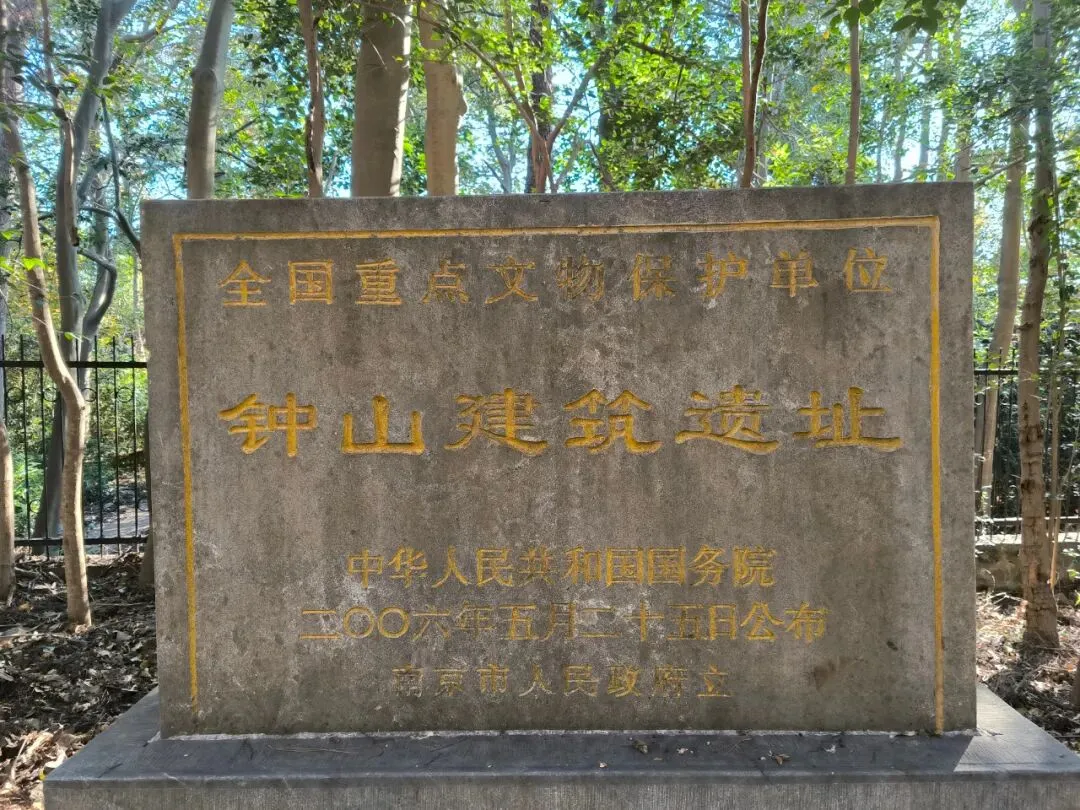 全国重点文物保护单位
钟山建筑遗址
中华人民共和国国务院
二〇〇六年五月二十五日公布
南京市人民政府立